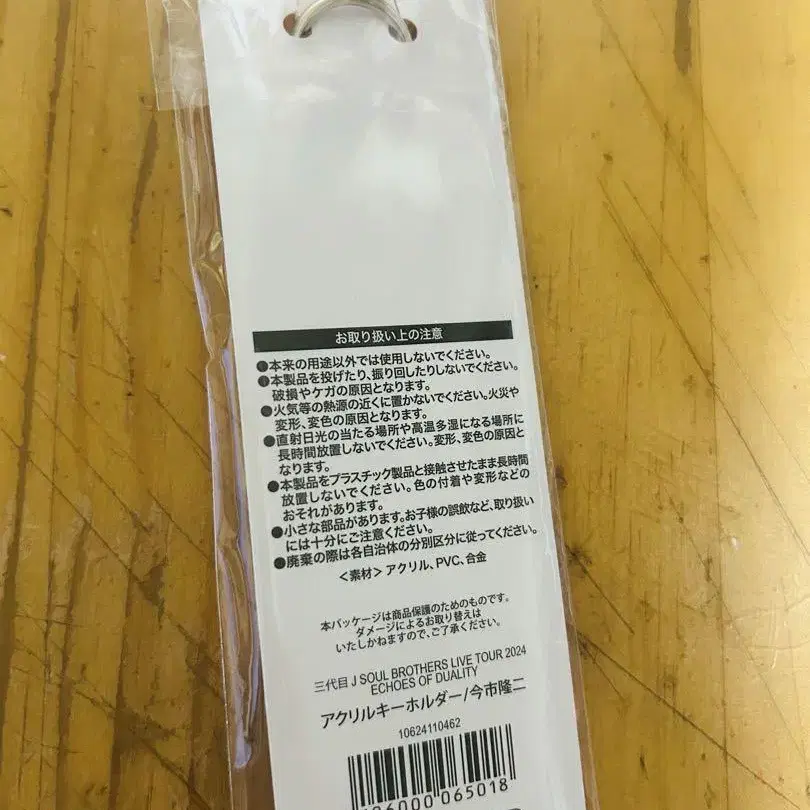 お取り扱い上の注意
●本来の用途以外では使用しないでください。
●本製品を投げたり、振り回したりしないでください。
破損やケガの原因となります。
●火気等の熱源の近くに置かないでください。火災や
変形、変色の原因となります。
●直射日光の当たる場所や高温多湿になる場所に
長時間放置しないでください。変形、変色の原因と
なります。
●本製品をプラスチック製品と接触させたまま長時間
放置しないでください。色の付着や変形などの
おそれがあります。
●小さな部品があります。お子様の誤飲など、取り扱い
には十分にご注意ください。
●廃棄の際は各自治体の分別区分に従ってください。
＜素材＞アクリル、PVC、合金
本パッケージは商品保護のためのものです。
ダメージによるお取り替えは
いたしかねますので、ご了承ください。
三代目 J SOUL BROTHERS LIVE TOUR 2024
ECHOES OF DUALITY
アクリルキーホルダー/今市隆二
10624110462
6000 065018